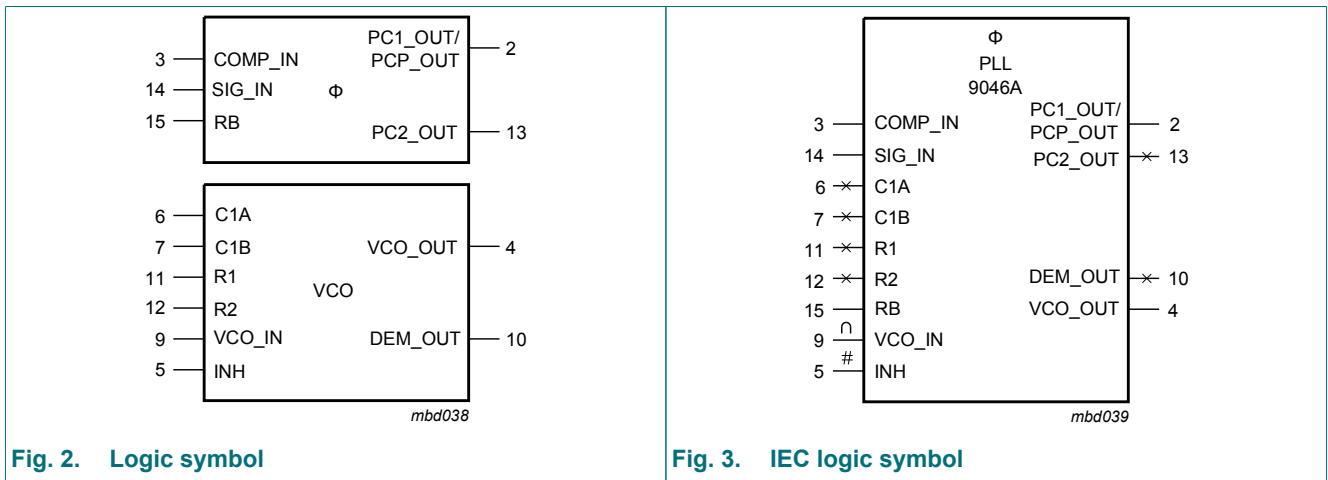 3 COMP_IN
14 SIG_IN
15 RB
Φ
PC1_OUT/
PCP_OUT 2
PC2_OUT 13
6 C1A
7 C1B
11 R1
12 R2
9 VCO_IN
5 INH
VCO
VCO_OUT 4
DEM_OUT 10
mbd038
Fig. 2. Logic symbol
Φ
PLL
9046A
3 COMP_IN
14 SIG_IN
6 C1A
7 C1B
11 R1
12 R2
15 RB
9 ∩ VCO_IN
5 # INH
PC1_OUT/
PCP_OUT 2
PC2_OUT 13
DEM_OUT 10
VCO_OUT 4
mbd039
Fig. 3. IEC logic symbol